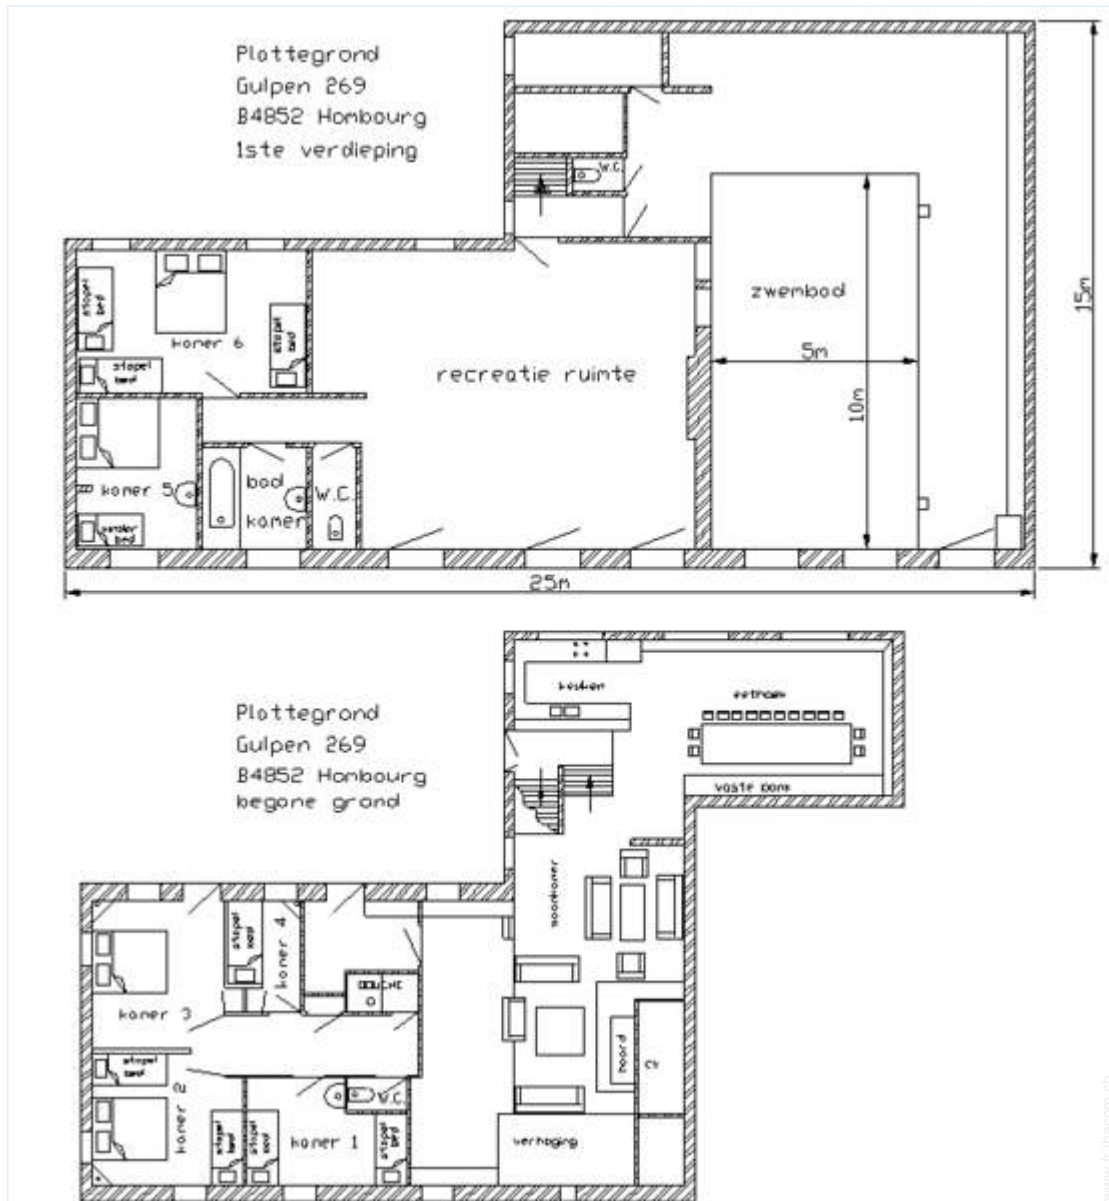 Plattegrond
Gulpen 269
B4852 Hombourg
1ste verdieping
W.C.
zwembad
15m
stapel
bed
kamer 6
stapel
bed
stapel
bed
5m
recreatie ruimte
10m
kamer 5
bad
kamer
W.C.
bed
25m
Plattegrond
Gulpen 269
B4852 Hombourg
begane grond
keuken
eethoek
vaste bank
woonkamer
stapel
bed
kamer 4
DOUCHE
kamer 3
haard
cv
stapel
bed
kamer 2
W.C.
stapel
bed
stapel
bed
kamer 1
stapel
bed
verhoging